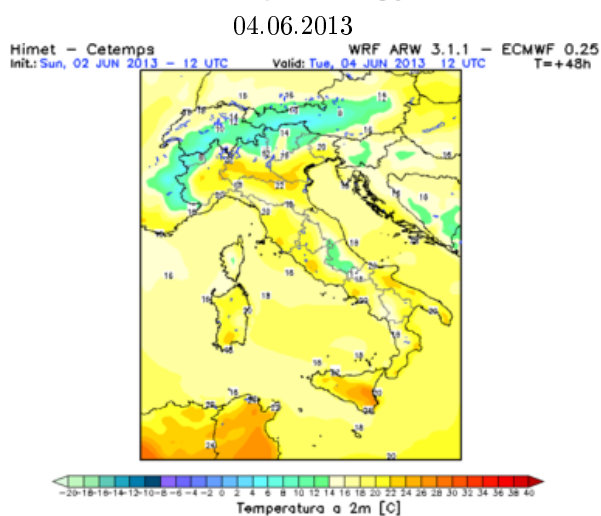 04.06.2013
Himet - Cetemps WRF ARW 3.1.1 - ECMWF 0.25
Init.: Sun, 02 JUN 2013 - 12 UTC Valid: Tue, 04 JUN 2013 12 UTC T=+48h
-20-18-16-14-12-10-8 -6 -4 -2 0 2 4 6 8 10 12 14 16 18 20 22 24 26 28 30 32 34 36 38 40
Temperatura a 2m [C]